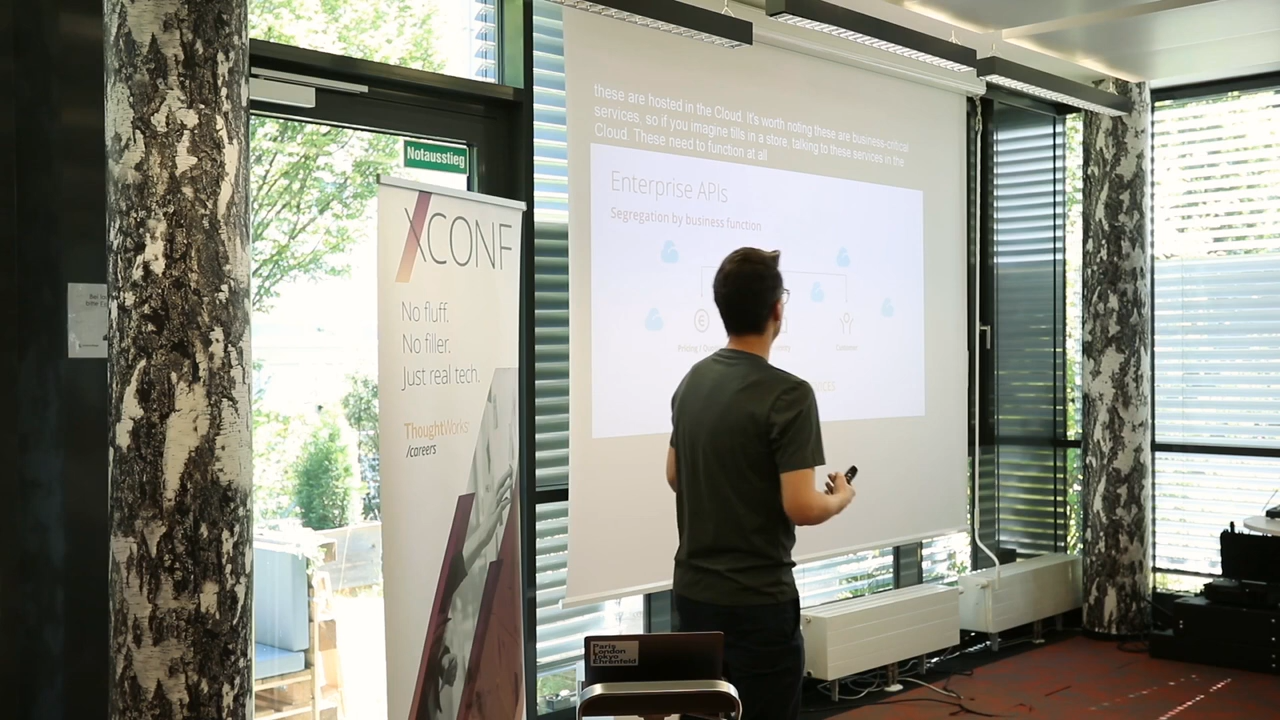 these are hosted in the Cloud. It's worth noting these are business-critical
services, so if you imagine tills in a store, talking to these services in the
Cloud. These need to function at all
Enterprise APIs
Segregation by business function
Pricing /
Customer
Notausstieg
XCONF
No fluff.
No filler.
Just real tech.
ThoughtWorks
/careers
Paris
London
Tokyo
Ehrenfeld